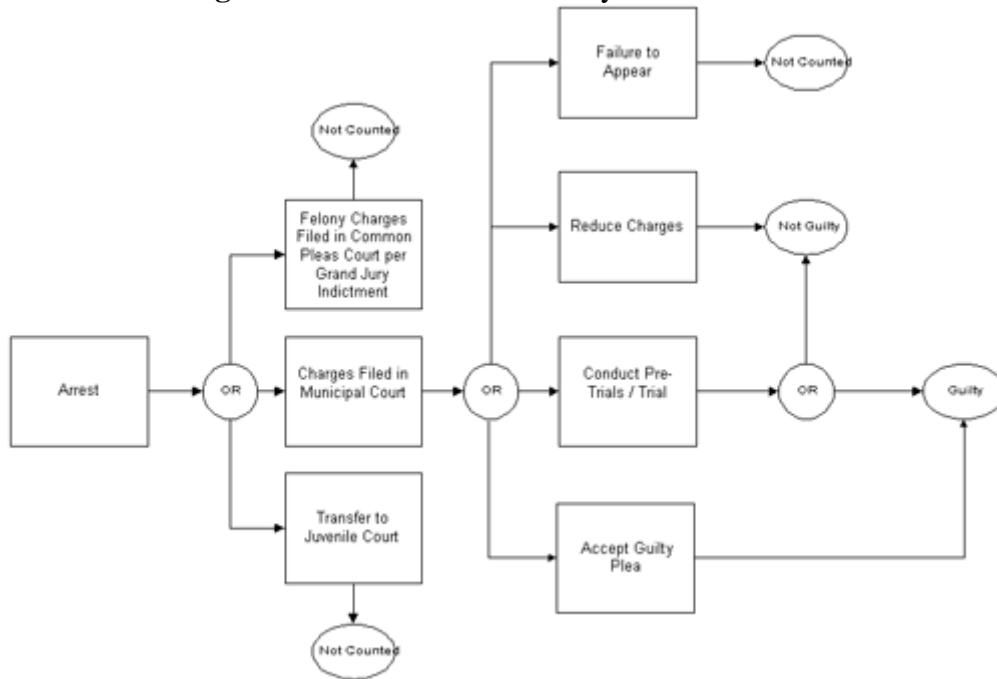 Failure to
Appear
Not Counted
Not Counted
Felony Charges
Filed in Common
Pleas Court per
Grand Jury
Indictment
Reduce Charges
Not Guilty
Arrest
OR
Charges Filed in
Municipal Court
OR
Conduct Pre-
Trials / Trial
OR
Guilty
Transfer to
Juvenile Court
Accept Guilty
Plea
Not Counted